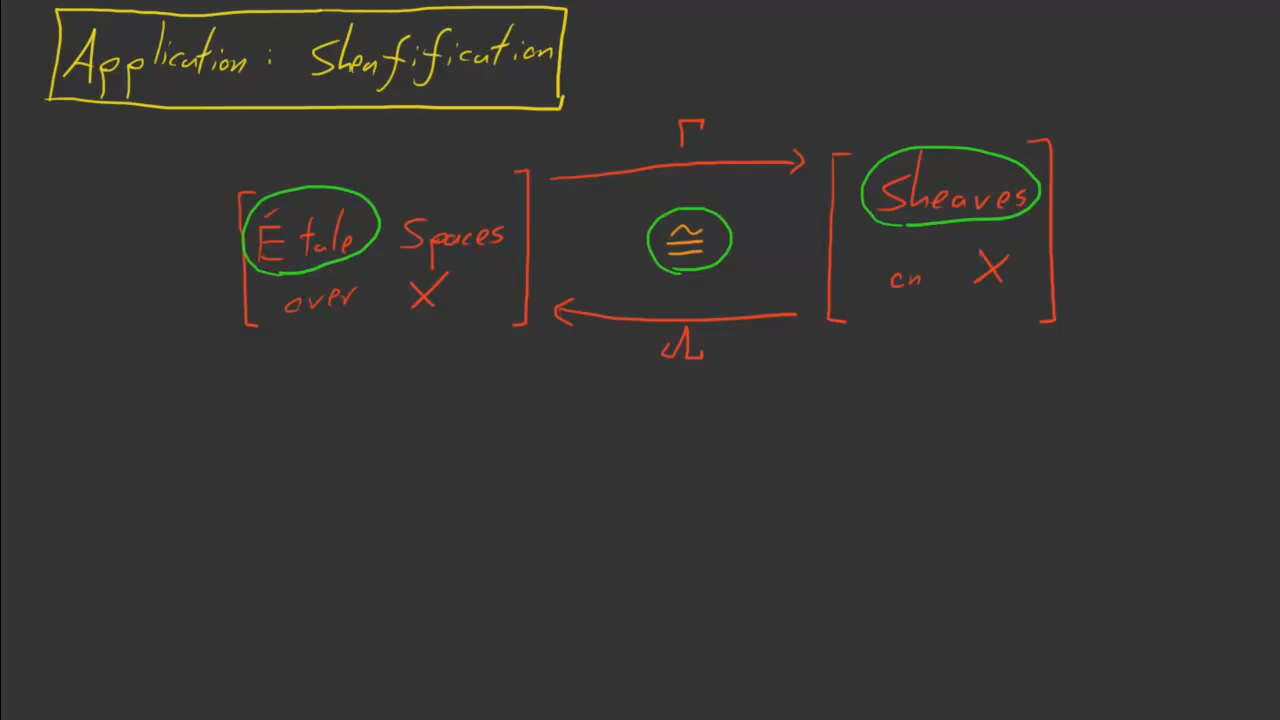 Application: Sheafification
Γ
Étale Spaces
over X
≅
Sheaves
on X
Λ